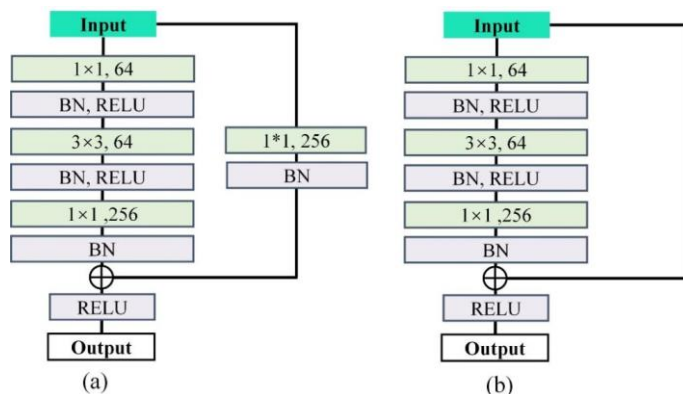 Input
1×1, 64
BN, RELU
3×3, 64
BN, RELU
1×1 ,256
BN
RELU
Output
1*1, 256
BN
(a)
Input
1×1, 64
BN, RELU
3×3, 64
BN, RELU
1×1 ,256
BN
RELU
Output
(b)